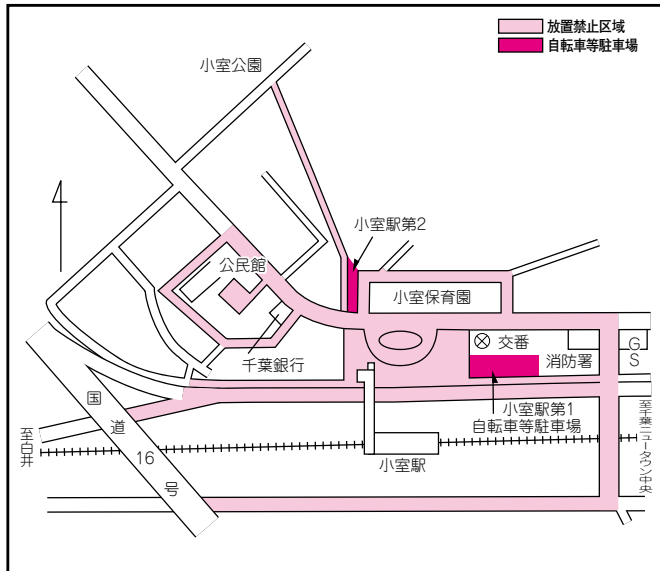 放置禁止区域
自転車等駐車場
小室公園
小室駅第2
公民館
小室保育園
交番
消防署
GS
千葉銀行
小室駅第1
自転車等駐車場
国道16号
至白井
小室駅
至千葉ニュータウン中央